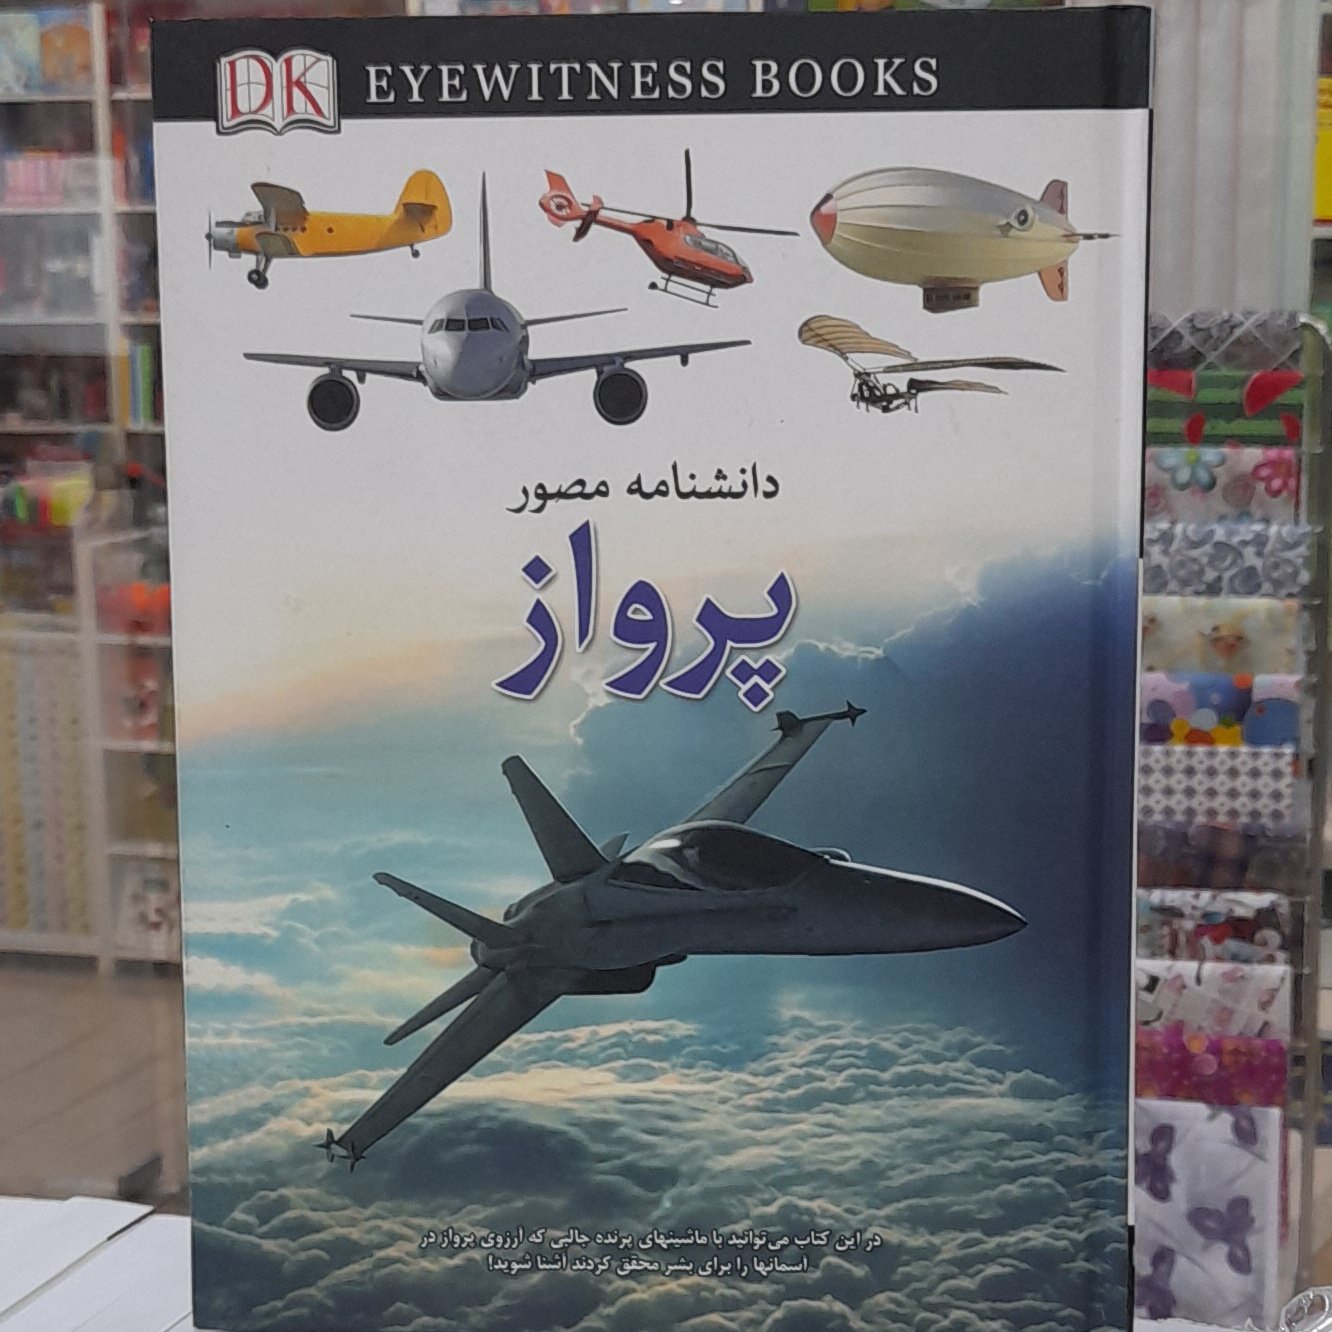 DK EYEWITNESS BOOKS
دانشنامه مصور
پرواز
در این کتاب می‌توانید با ماشینهای پرنده جالبی که آرزوی پرواز در
آسمانها را برای بشر محقق کردند آشنا شوید!